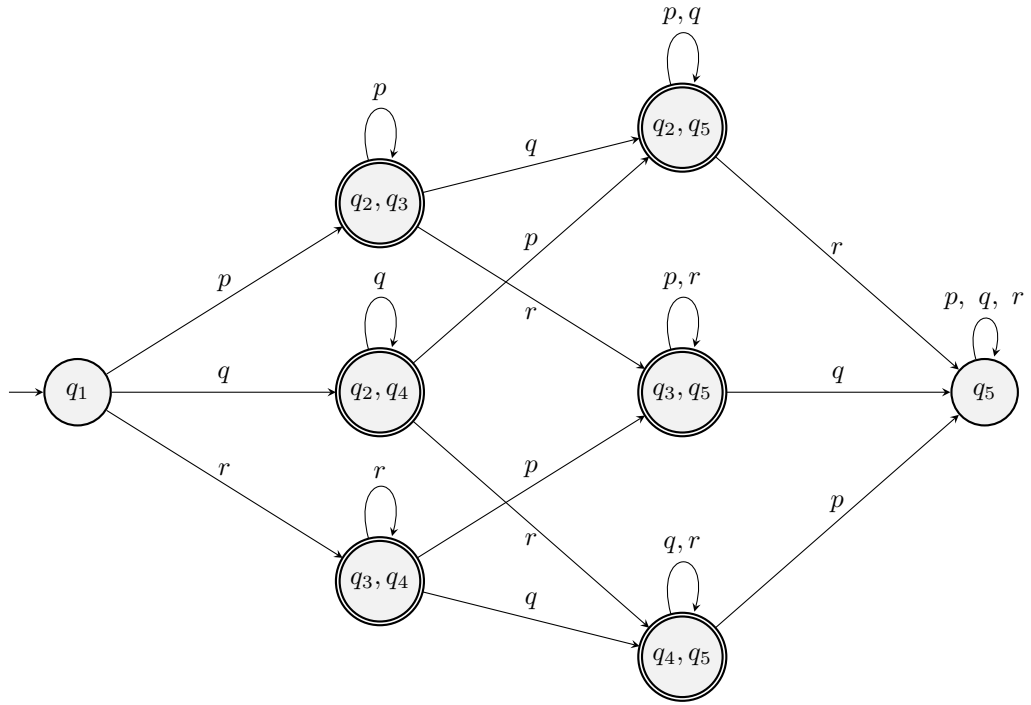 p, q
q₂, q₅
p
q
q₂, q₃
p
r
p
r
q
p, r
p, q, r
q₁
q
q₂, q₄
q₃, q₅
q
q₅
r
p
r
p
r
q, r
q₃, q₄
q
q₄, q₅